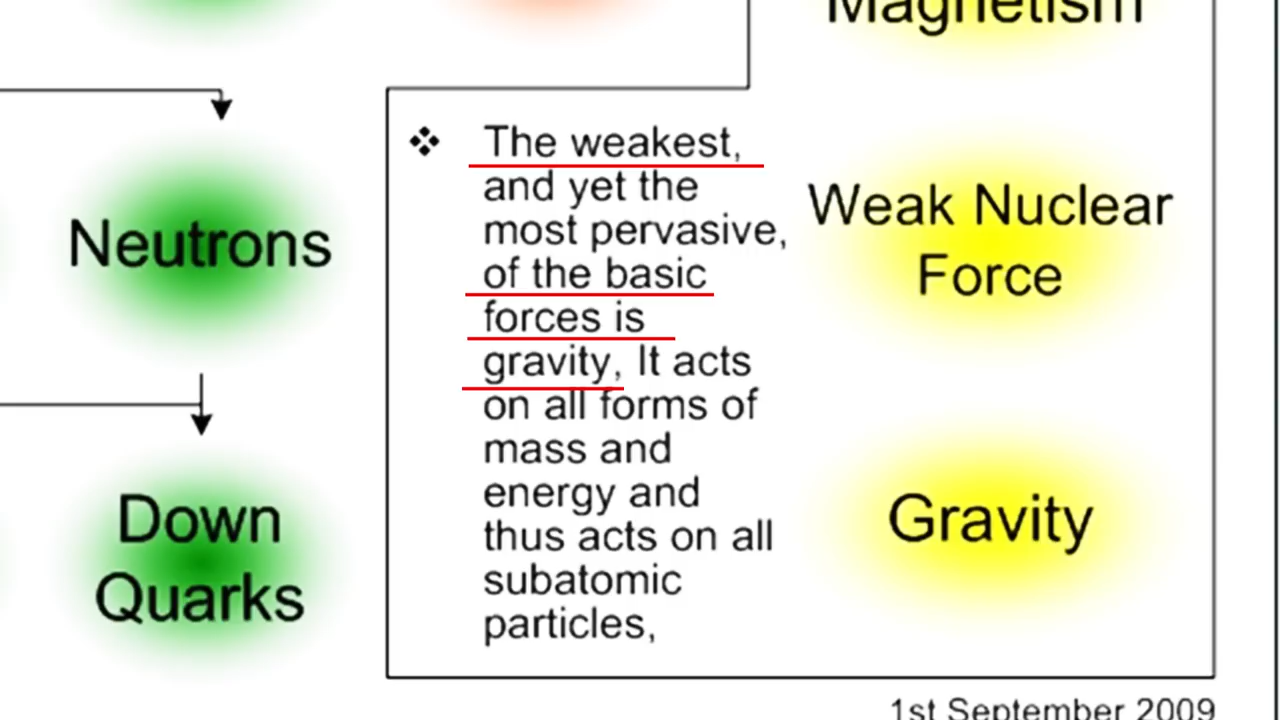 Magnetism
Neutrons
❖ The weakest,
and yet the
most pervasive,
of the basic
forces is
gravity, It acts
on all forms of
mass and
energy and
thus acts on all
subatomic
particles,
Weak Nuclear
Force
Down
Quarks
Gravity
1st September 2009